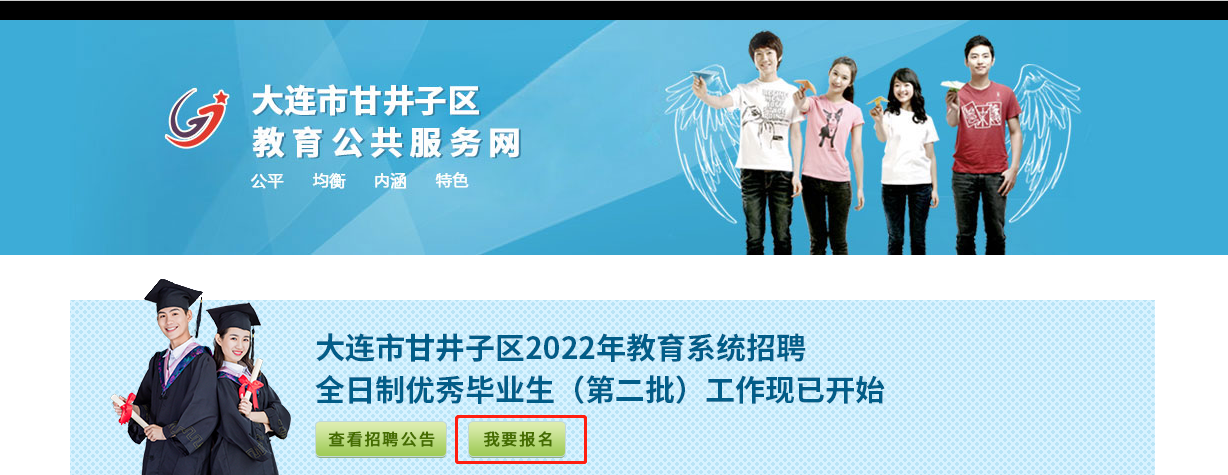 大连市甘井子区
教育公共服务网
公平 均衡 内涵 特色
大连市甘井子区2022年教育系统招聘
全日制优秀毕业生（第二批）工作现已开始
查看招聘公告 我要报名